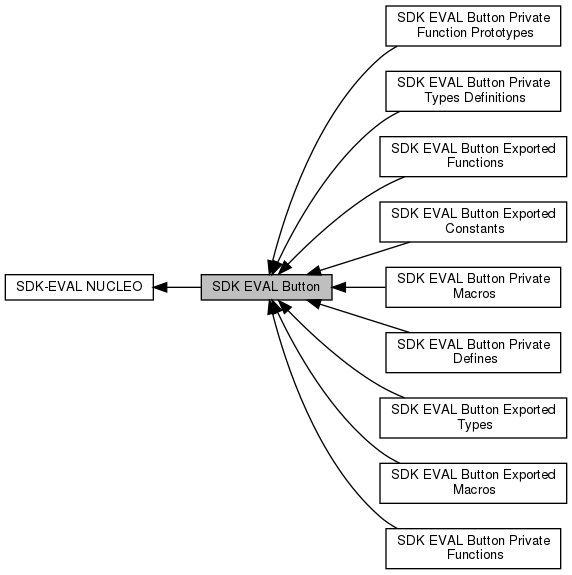 SDK-EVAL NUCLEO
SDK EVAL Button
SDK EVAL Button Private
Function Prototypes
SDK EVAL Button Private
Types Definitions
SDK EVAL Button Exported
Functions
SDK EVAL Button Exported
Constants
SDK EVAL Button Private
Macros
SDK EVAL Button Private
Defines
SDK EVAL Button Exported
Types
SDK EVAL Button Exported
Macros
SDK EVAL Button Private
Functions